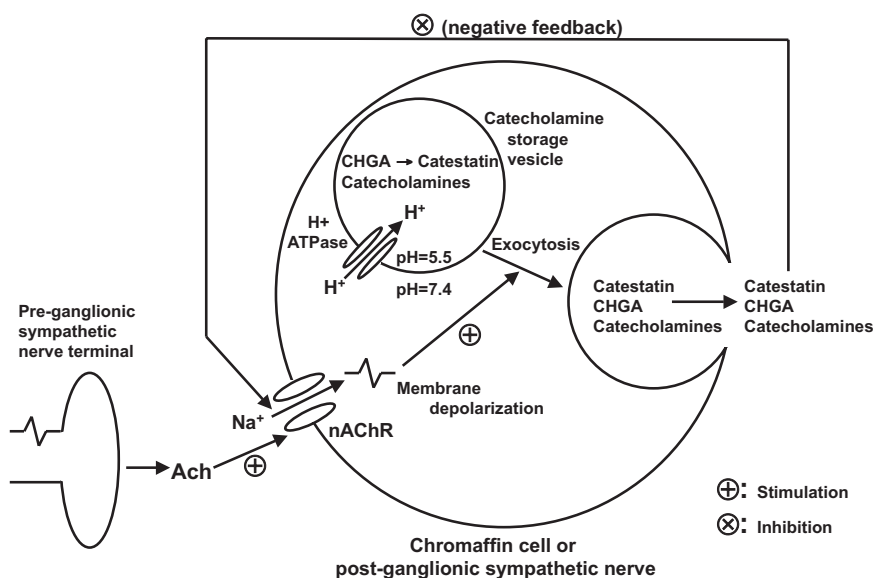 ⊗ (negative feedback)
Catecholamine
storage
vesicle
CHGA → Catestatin
Catecholamines
H+
ATPase
H⁺
H⁺
pH=5.5
pH=7.4
Exocytosis
Catestatin
CHGA
Catecholamines
Catestatin
CHGA
Catecholamines
Pre-ganglionic
sympathetic
nerve terminal
⊕
Membrane
depolarization
Na⁺
nAChR
Ach
⊕
⊕: Stimulation
⊗: Inhibition
Chromaffin cell or
post-ganglionic sympathetic nerve